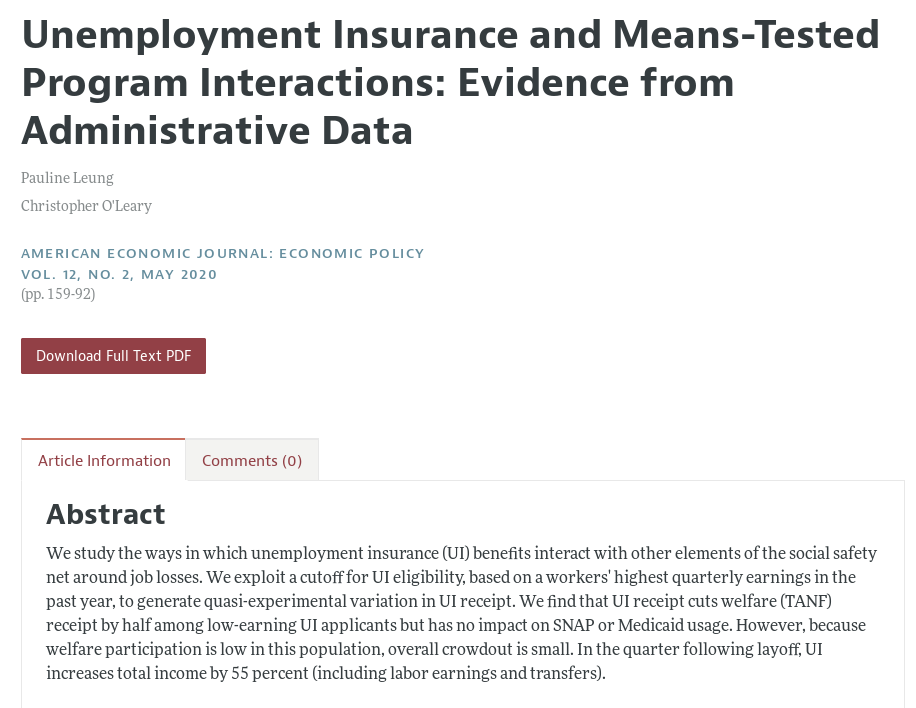 Unemployment Insurance and Means-Tested
Program Interactions: Evidence from
Administrative Data
Pauline Leung
Christopher O'Leary
AMERICAN ECONOMIC JOURNAL: ECONOMIC POLICY
VOL. 12, NO. 2, MAY 2020
(pp. 159-92)
Download Full Text PDF
Article Information
Comments (0)
Abstract
We study the ways in which unemployment insurance (UI) benefits interact with other elements of the social safety
net around job losses. We exploit a cutoff for UI eligibility, based on a workers' highest quarterly earnings in the
past year, to generate quasi-experimental variation in UI receipt. We find that UI receipt cuts welfare (TANF)
receipt by half among low-earning UI applicants but has no impact on SNAP or Medicaid usage. However, because
welfare participation is low in this population, overall crowdout is small. In the quarter following layoff, UI
increases total income by 55 percent (including labor earnings and transfers).